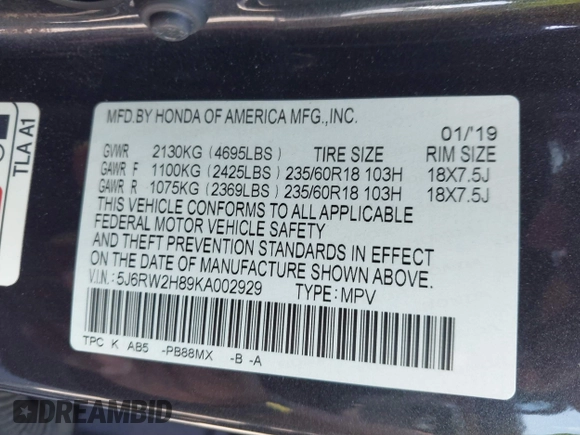 MFD.BY HONDA OF AMERICA MFG.,INC.
01/'19
GVWR 2130KG (4695LBS) TIRE SIZE RIM SIZE
GAWR F 1100KG (2425LBS) 235/60R18 103H 18X7.5J
GAWR R 1075KG (2369LBS) 235/60R18 103H 18X7.5J
THIS VEHICLE CONFORMS TO ALL APPLICABLE
FEDERAL MOTOR VEHICLE SAFETY
AND THEFT PREVENTION STANDARDS IN EFFECT
ON THE DATE OF MANUFACTURE SHOWN ABOVE.
V.I.N.: 5J6RW2H89KA002929 TYPE:MPV
TPC K AB5 -PB88MX -B -A
TLA A1
DREAMBID